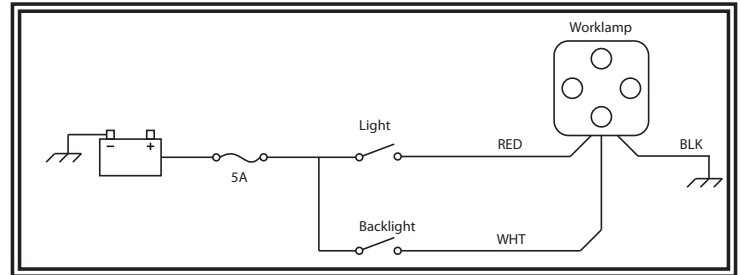 Worklamp
Light
RED
BLK
− +
5A
Backlight
WHT